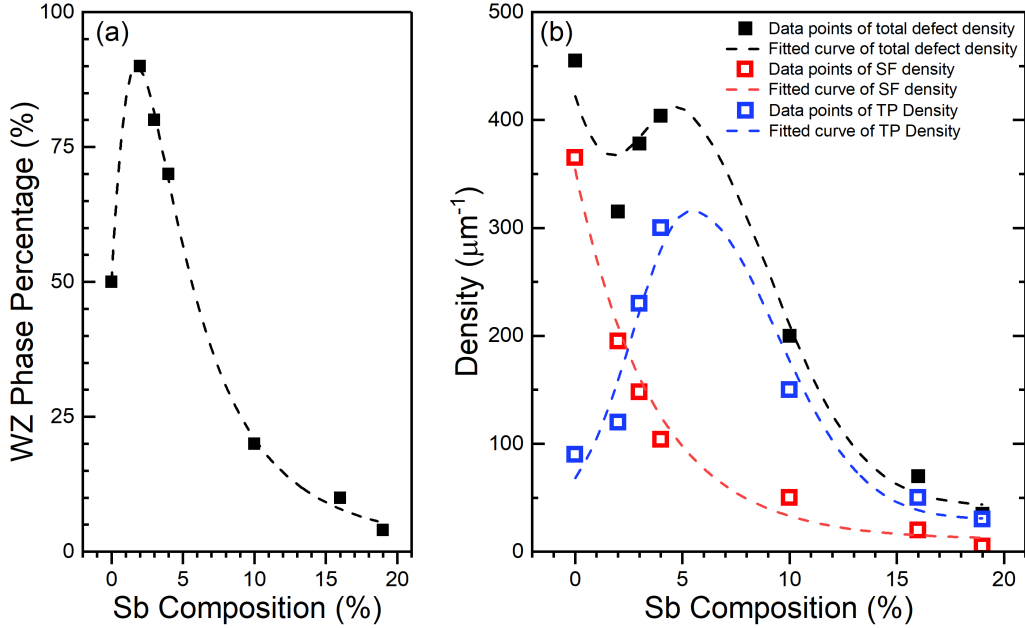 (a)
100
75
50
25
0
WZ Phase Percentage (%)
0 5 10 15 20
Sb Composition (%)
(b)
Data points of total defect density
Fitted curve of total defect density
Data points of SF density
Fitted curve of SF density
Data points of TP Density
Fitted curve of TP Density
500
400
300
200
100
0
Density (μm⁻¹)
0 5 10 15 20
Sb Composition (%)